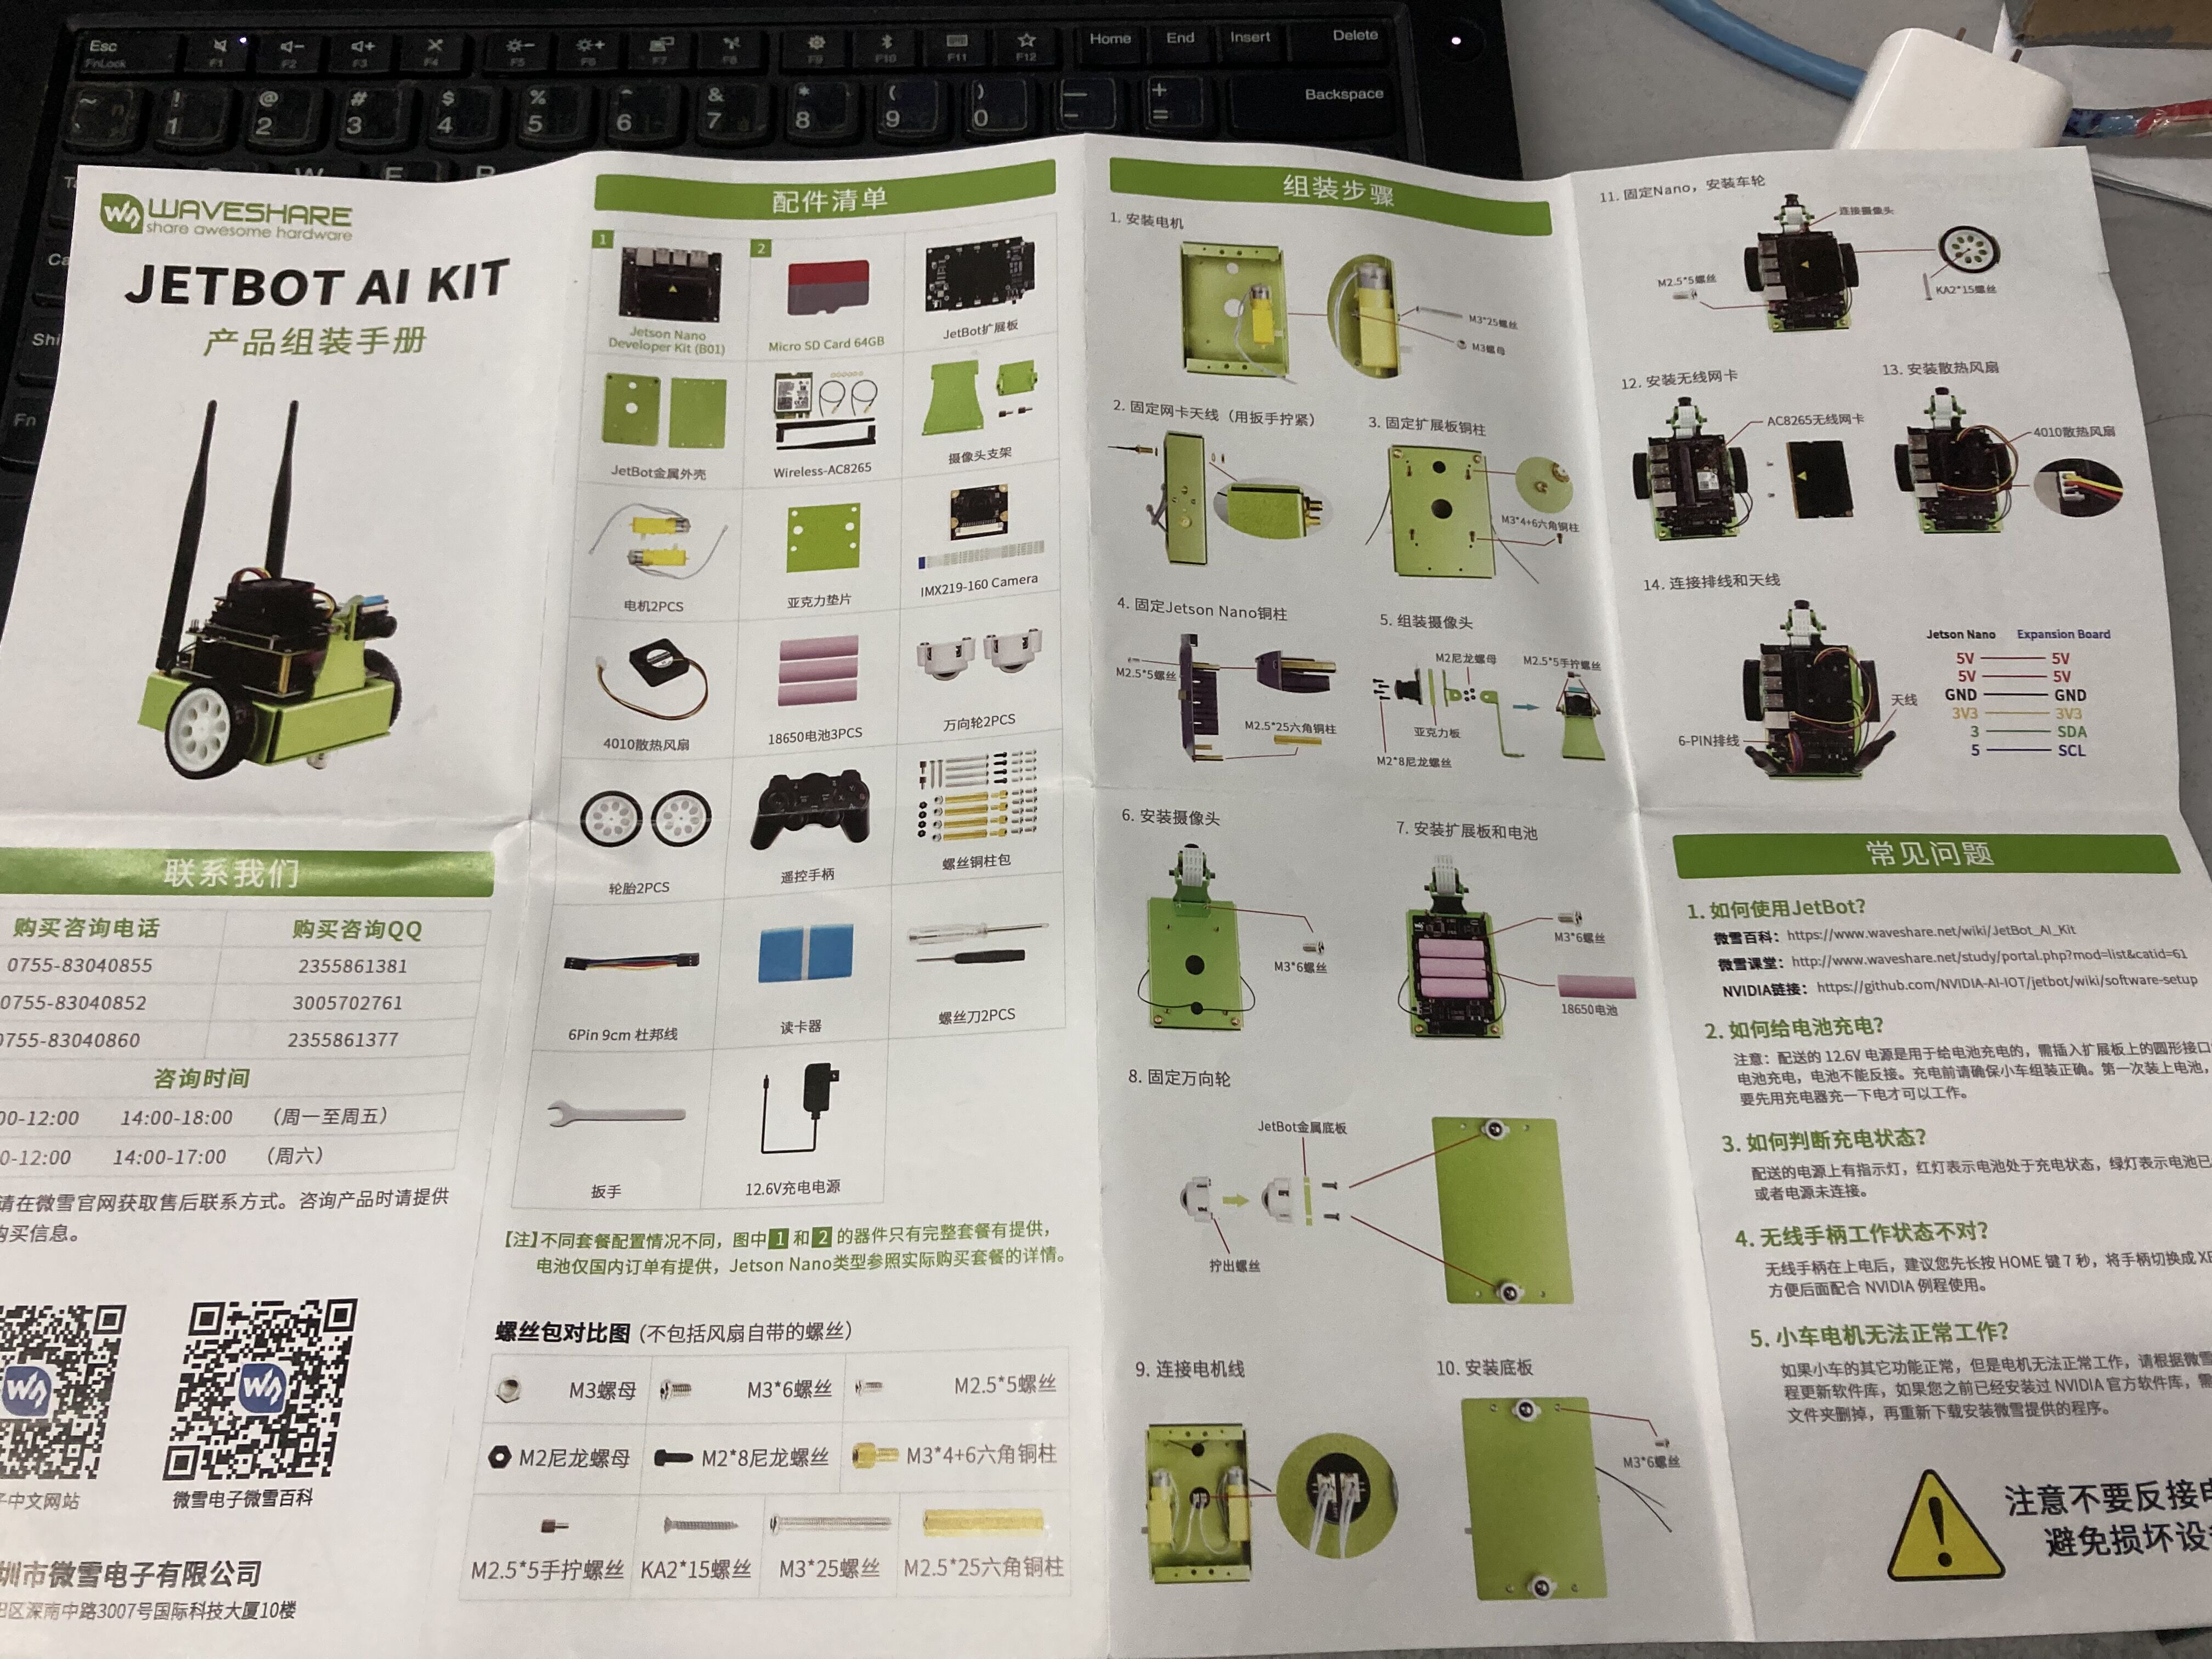 Esc
FnLock
F1
F2
F3
F4
F5
F6
F7
F8
F9
F10
F11
F12
Home
End
Insert
Delete
~
! 1
@ 2
# 3
$ 4
% 5
6
& 7
* 8
( 9
) 0
+ =
Backspace
Fn
WAVESHARE
share awesome hardware
JETBOT AI KIT
产品组装手册
联系我们
购买咨询电话 购买咨询QQ
0755-83040855 2355861381
0755-83040852 3005702761
0755-83040860 2355861377
咨询时间
00-12:00 14:00-18:00 （周一至周五）
0-12:00 14:00-17:00 （周六）
请在微雪官网获取售后联系方式。咨询产品时请提供
购买信息。
子中文网站
微雪电子微雪百科
圳市微雪电子有限公司
田区深南中路3007号国际科技大厦10楼
配件清单
1
Jetson Nano
Developer Kit (B01)
2
Micro SD Card 64GB
JetBot扩展板
JetBot金属外壳
Wireless-AC8265
摄像头支架
电机2PCS
亚克力垫片
IMX219-160 Camera
4010散热风扇
18650电池3PCS
万向轮2PCS
轮胎2PCS
遥控手柄
螺丝铜柱包
6Pin 9cm 杜邦线
读卡器
螺丝刀2PCS
扳手
12.6V充电电源
【注】不同套餐配置情况不同，图中 1 和 2 的器件只有完整套餐有提供，
电池仅国内订单有提供，Jetson Nano类型参照实际购买套餐的详情。
螺丝包对比图（不包括风扇自带的螺丝）
M3螺母
M3*6螺丝
M2.5*5螺丝
M2尼龙螺母
M2*8尼龙螺丝
M3*4+6六角铜柱
M2.5*5手拧螺丝
KA2*15螺丝
M3*25螺丝
M2.5*25六角铜柱
组装步骤
1. 安装电机
M3*25螺丝
M3螺母
2. 固定网卡天线（用扳手拧紧）
3. 固定扩展板铜柱
M3*4+6六角铜柱
4. 固定Jetson Nano铜柱
M2.5*5螺丝
M2.5*25六角铜柱
5. 组装摄像头
M2尼龙螺母
M2.5*5手拧螺丝
亚克力板
M2*8尼龙螺丝
6. 安装摄像头
M3*6螺丝
7. 安装扩展板和电池
M3*6螺丝
18650电池
8. 固定万向轮
JetBot金属底板
拧出螺丝
9. 连接电机线
10. 安装底板
M3*6螺丝
11. 固定Nano，安装车轮
连接摄像头
M2.5*5螺丝
KA2*15螺丝
12. 安装无线网卡
AC8265无线网卡
13. 安装散热风扇
4010散热风扇
14. 连接排线和天线
6-PIN排线
天线
Jetson Nano Expansion Board
5V 5V
5V 5V
GND GND
3V3 3V3
3 SDA
5 SCL
常见问题
1. 如何使用JetBot?
微雪百科： https://www.waveshare.net/wiki/JetBot_AI_Kit
微雪课堂： http://www.waveshare.net/study/portal.php?mod=list&catid=61
NVIDIA链接： https://github.com/NVIDIA-AI-IOT/jetbot/wiki/software-setup
2. 如何给电池充电?
注意：配送的 12.6V 电源是用于给电池充电的，需插入扩展板上的圆形接口
电池充电，电池不能反接。充电前请确保小车组装正确。第一次装上电池，
要先用充电器充一下电才可以工作。
3. 如何判断充电状态?
配送的电源上有指示灯，红灯表示电池处于充电状态，绿灯表示电池已
或者电源未连接。
4. 无线手柄工作状态不对?
无线手柄在上电后，建议您先长按 HOME 键 7 秒，将手柄切换成
方便后面配合 NVIDIA 例程使用。
5. 小车电机无法正常工作?
如果小车的其它功能正常，但是电机无法正常工作，请根据微雪
程更新软件库，如果您之前已经安装过 NVIDIA 官方软件库，需
文件夹删掉，再重新下载安装微雪提供的程序。
注意不要反接电
避免损坏设